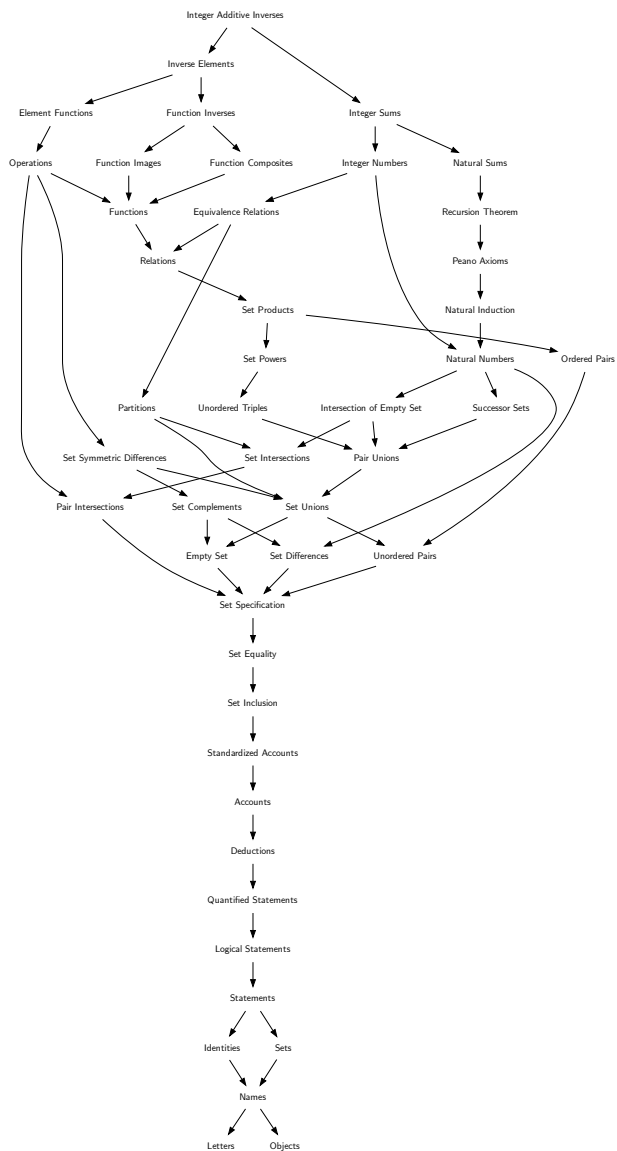 Integer Additive Inverses
Inverse Elements
Element Functions
Function Inverses
Integer Sums
Operations
Function Images
Function Composites
Integer Numbers
Natural Sums
Functions
Equivalence Relations
Recursion Theorem
Relations
Peano Axioms
Set Products
Natural Induction
Set Powers
Natural Numbers
Ordered Pairs
Partitions
Unordered Triples
Intersection of Empty Set
Successor Sets
Set Symmetric Differences
Set Intersections
Pair Unions
Pair Intersections
Set Complements
Set Unions
Empty Set
Set Differences
Unordered Pairs
Set Specification
Set Equality
Set Inclusion
Standardized Accounts
Accounts
Deductions
Quantified Statements
Logical Statements
Statements
Identities
Sets
Names
Letters
Objects